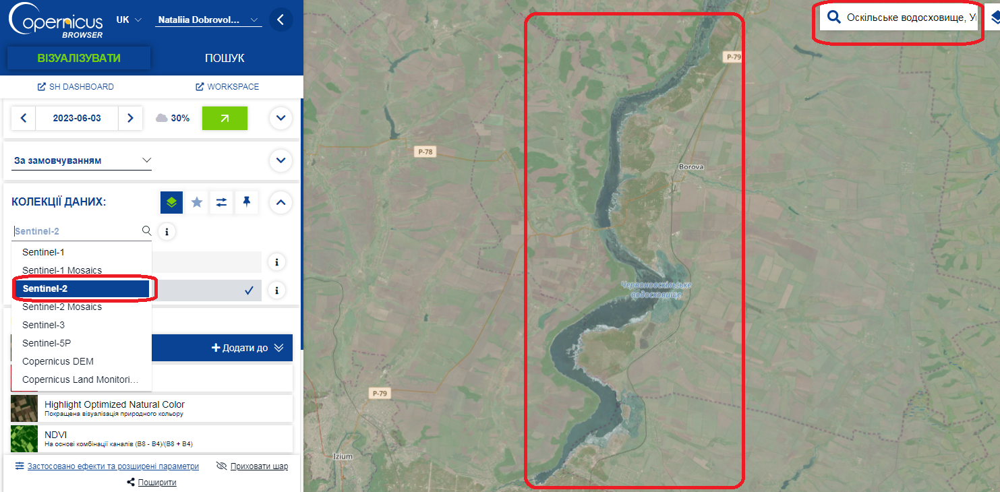 Copernicus
BROWSER
UK
Nataliia Dobrovol...
ВІЗУАЛІЗУВАТИ
ПОШУК
SH DASHBOARD
WORKSPACE
2023-06-03
30%
За замовчуванням
КОЛЕКЦІЇ ДАНИХ:
Sentinel-2
Sentinel-1
Sentinel-1 Mosaics
Sentinel-2
Sentinel-2 Mosaics
Sentinel-3
Sentinel-5P
Copernicus DEM
Copernicus Land Monitori...
Додати до
Highlight Optimized Natural Color
Покращена візуалізація природного кольору
NDVI
На основі комбінації каналів (B8 - B4)/(B8 + B4)
Застосовано ефекти та розширені параметри
Приховати шар
Поширити
Оскільське водосховище,
P-79
P-78
Borova
Червонооскільське
водосховище
P-79
Izium